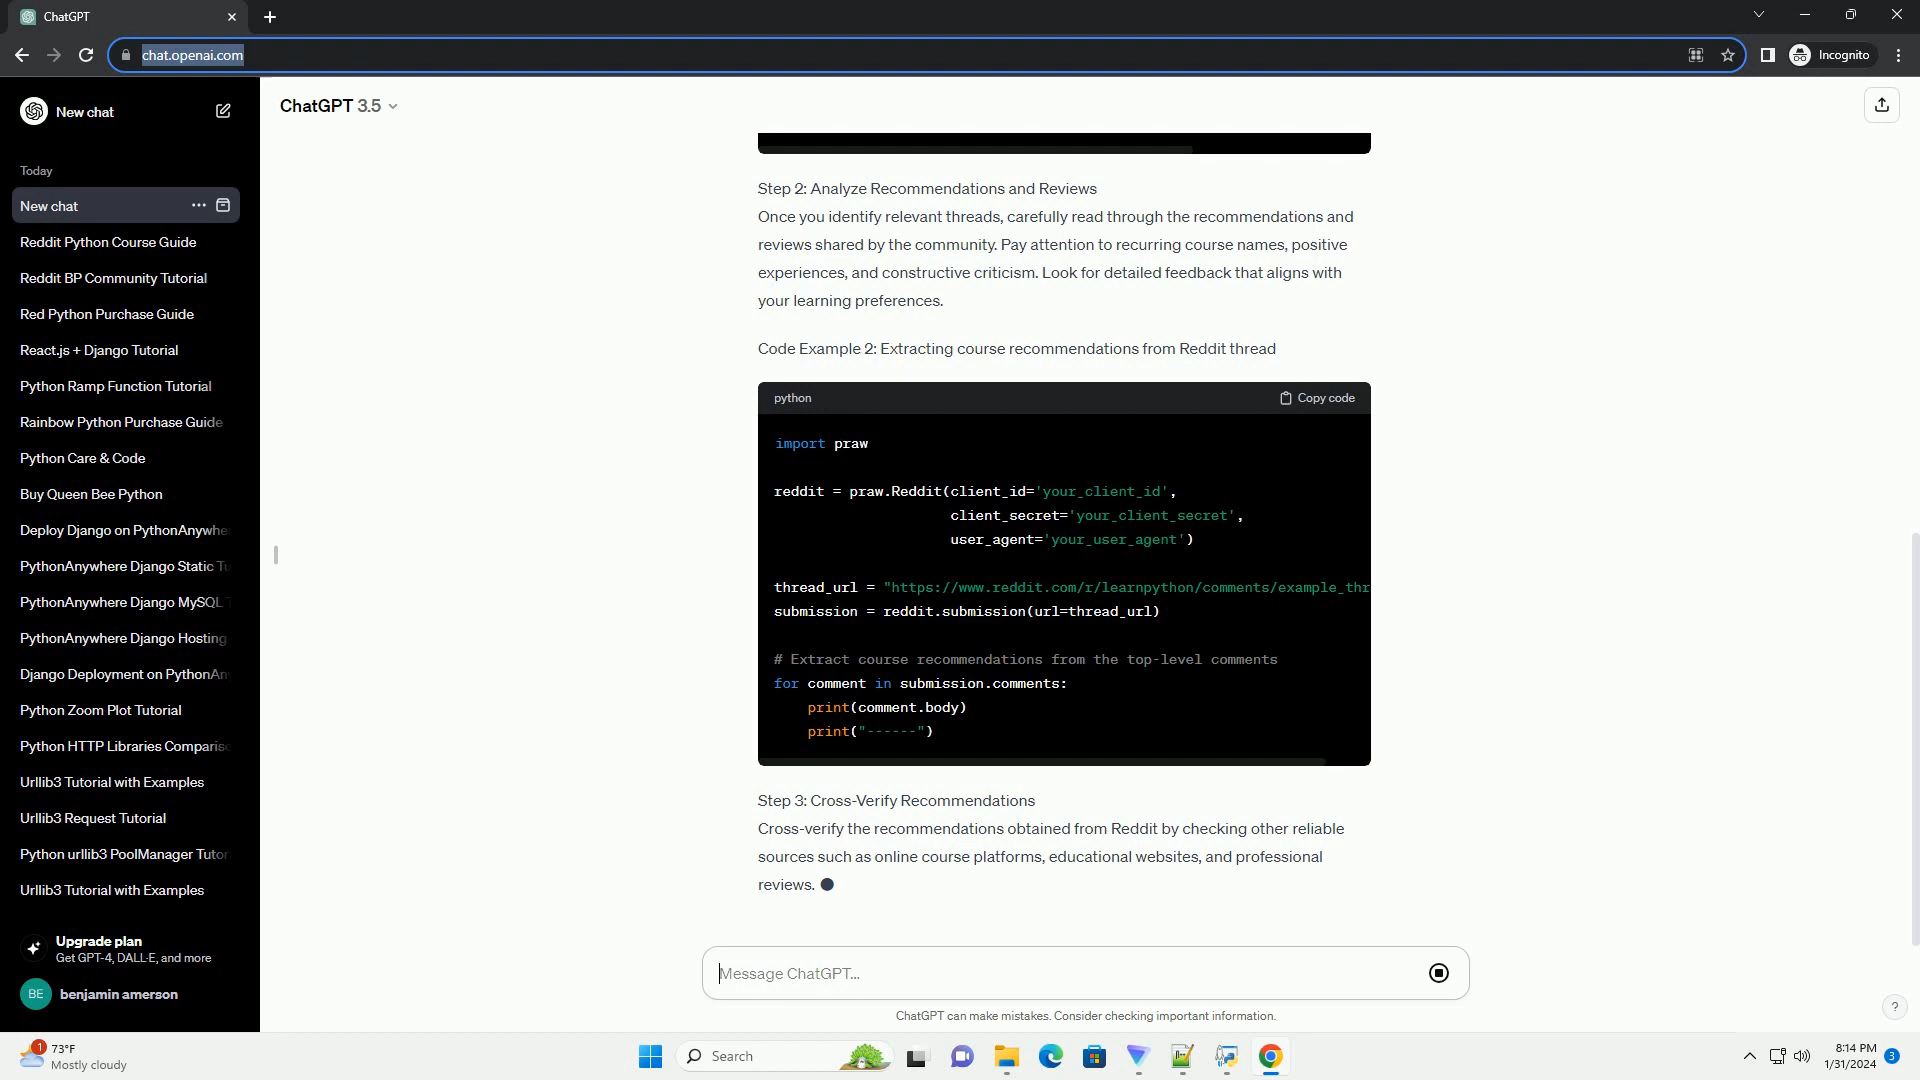 ChatGPT
chat.openai.com
Incognito
New chat
Today
New chat
Reddit Python Course Guide
Reddit BP Community Tutorial
Red Python Purchase Guide
React.js + Django Tutorial
Python Ramp Function Tutorial
Rainbow Python Purchase Guide
Python Care & Code
Buy Queen Bee Python
Deploy Django on PythonAnywhe
PythonAnywhere Django Static Tu
PythonAnywhere Django MySQL T
PythonAnywhere Django Hosting
Django Deployment on PythonAn
Python Zoom Plot Tutorial
Python HTTP Libraries Compariso
Urllib3 Tutorial with Examples
Urllib3 Request Tutorial
Python urllib3 PoolManager Tutor
Urllib3 Tutorial with Examples
Upgrade plan
Get GPT-4, DALL·E, and more
BE
benjamin amerson
ChatGPT 3.5
Step 2: Analyze Recommendations and Reviews
Once you identify relevant threads, carefully read through the recommendations and
reviews shared by the community. Pay attention to recurring course names, positive
experiences, and constructive criticism. Look for detailed feedback that aligns with
your learning preferences.
Code Example 2: Extracting course recommendations from Reddit thread
python
Copy code
import praw
reddit = praw.Reddit(client_id='your_client_id',
client_secret='your_client_secret',
user_agent='your_user_agent')
thread_url = "https://www.reddit.com/r/learnpython/comments/example_thr
submission = reddit.submission(url=thread_url)
# Extract course recommendations from the top-level comments
for comment in submission.comments:
print(comment.body)
print("------")
Step 3: Cross-Verify Recommendations
Cross-verify the recommendations obtained from Reddit by checking other reliable
sources such as online course platforms, educational websites, and professional
reviews.
Message ChatGPT...
ChatGPT can make mistakes. Consider checking important information.
?
1
73°F
Mostly cloudy
Search
8:14 PM
1/31/2024
3